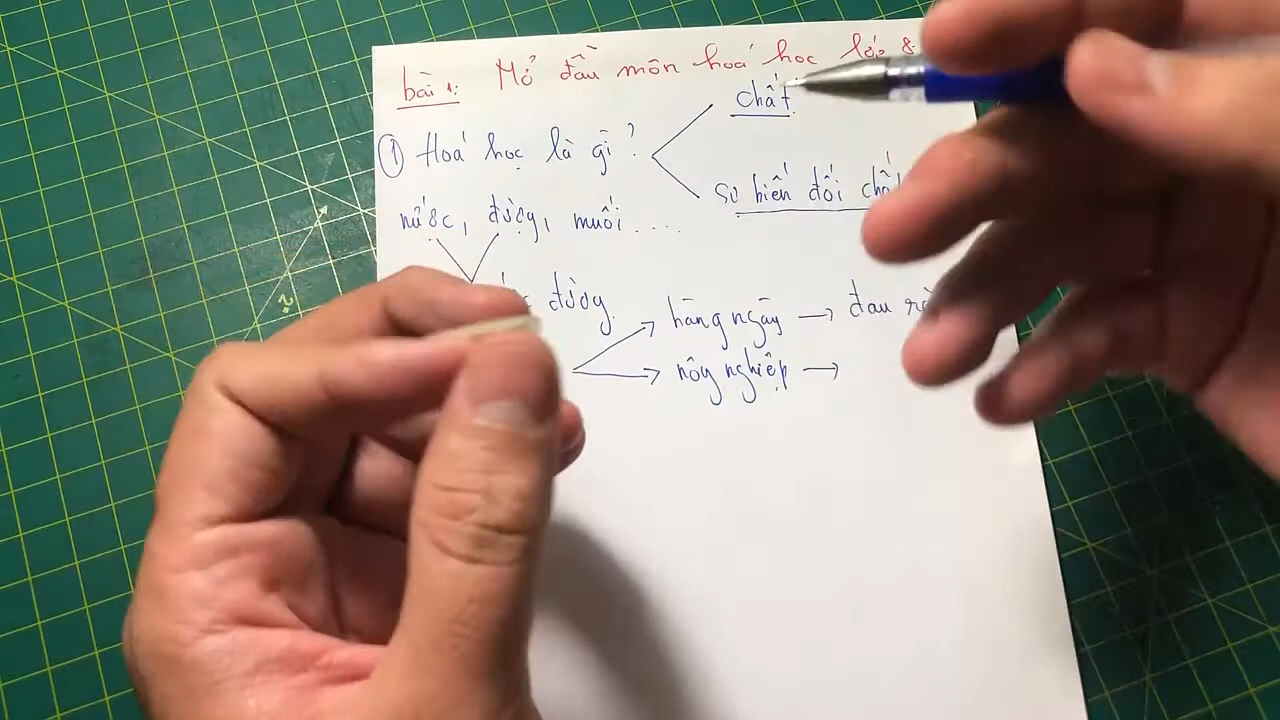 bài 1: Mở đầu môn hoá học lớp 8
chất
① Hoá học là gì?
sự biến đổi chất
nước, đường, muối ....
đường
hàng ngày → đau
nông nghiệp →